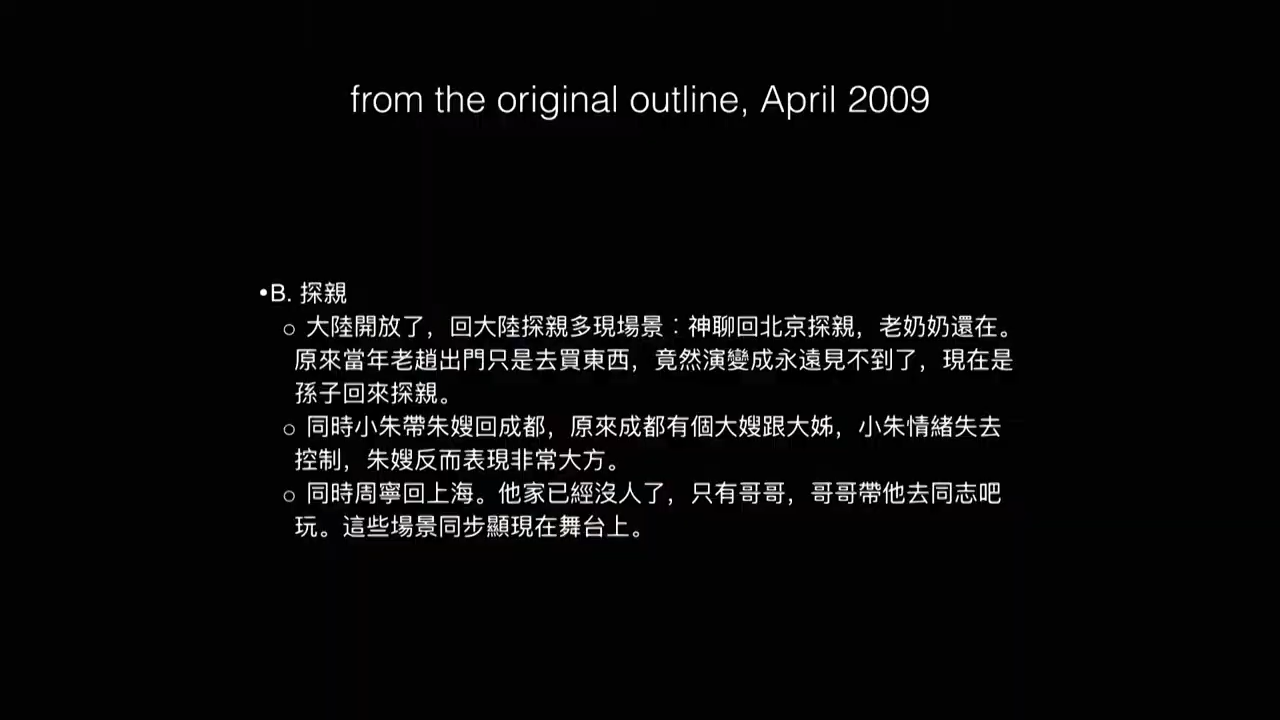 from the original outline, April 2009
•B. 探親
○ 大陸開放了，回大陸探親多現場景：神聊回北京探親，老奶奶還在。
原來當年老趙出門只是去買東西，竟然演變成永遠見不到了，現在是
孫子回來探親。
○ 同時小朱帶朱嫂回成都，原來成都有個大嫂跟大姊，小朱情緒失去
控制，朱嫂反而表現非常大方。
○ 同時周寧回上海。他家已經沒人了，只有哥哥，哥哥帶他去同志吧
玩。這些場景同步顯現在舞台上。